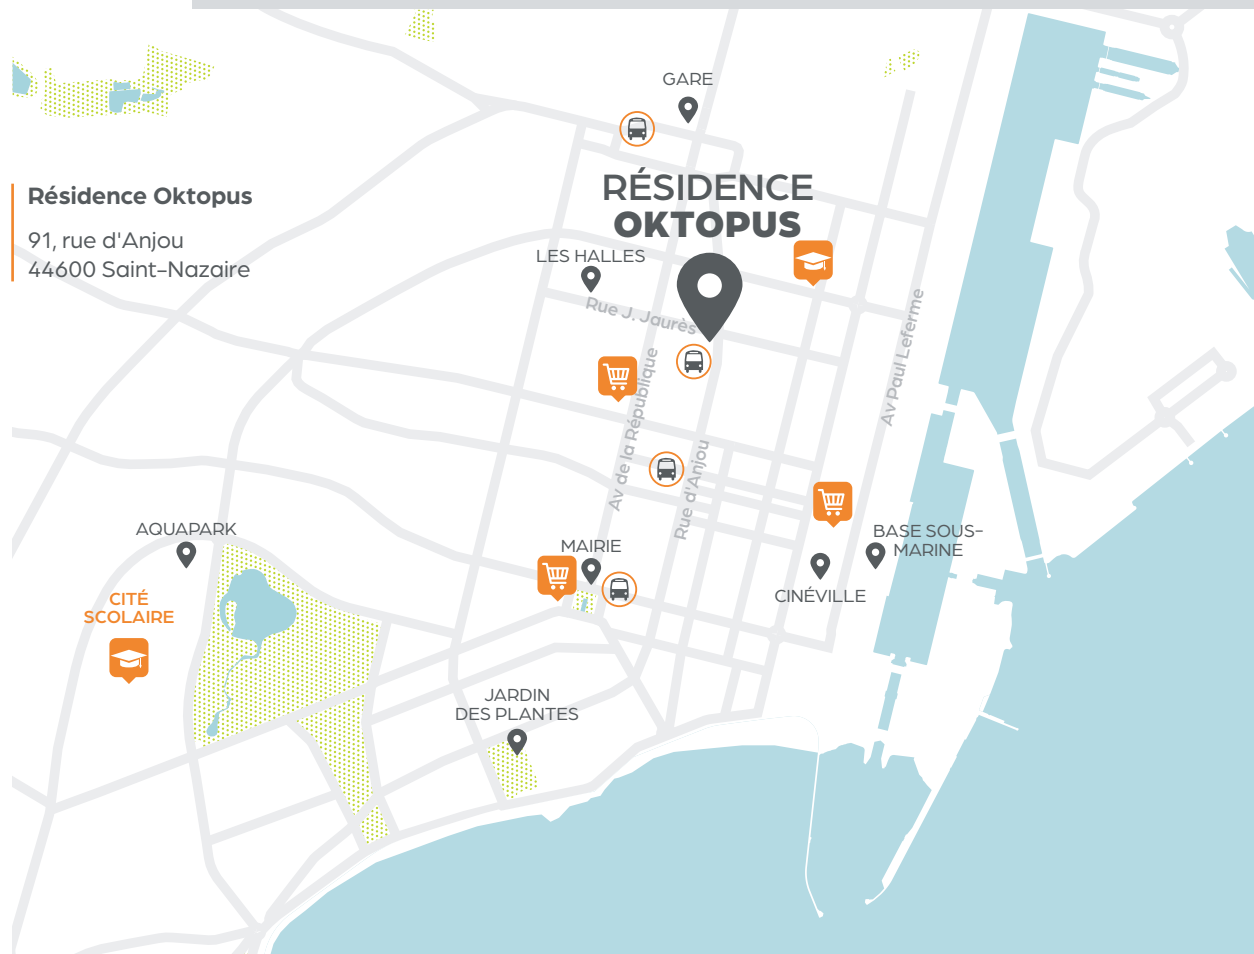 GARE
Résidence Oktopus
91, rue d'Anjou
44600 Saint-Nazaire
RÉSIDENCE
OKTOPUS
LES HALLES
Rue J. Jaurès
Av Paul Leferme
Av de la République
Rue d'Anjou
AQUAPARK
MAIRIE
BASE SOUS-
MARINE
CINÉVILLE
CITÉ
SCOLAIRE
JARDIN
DES PLANTES